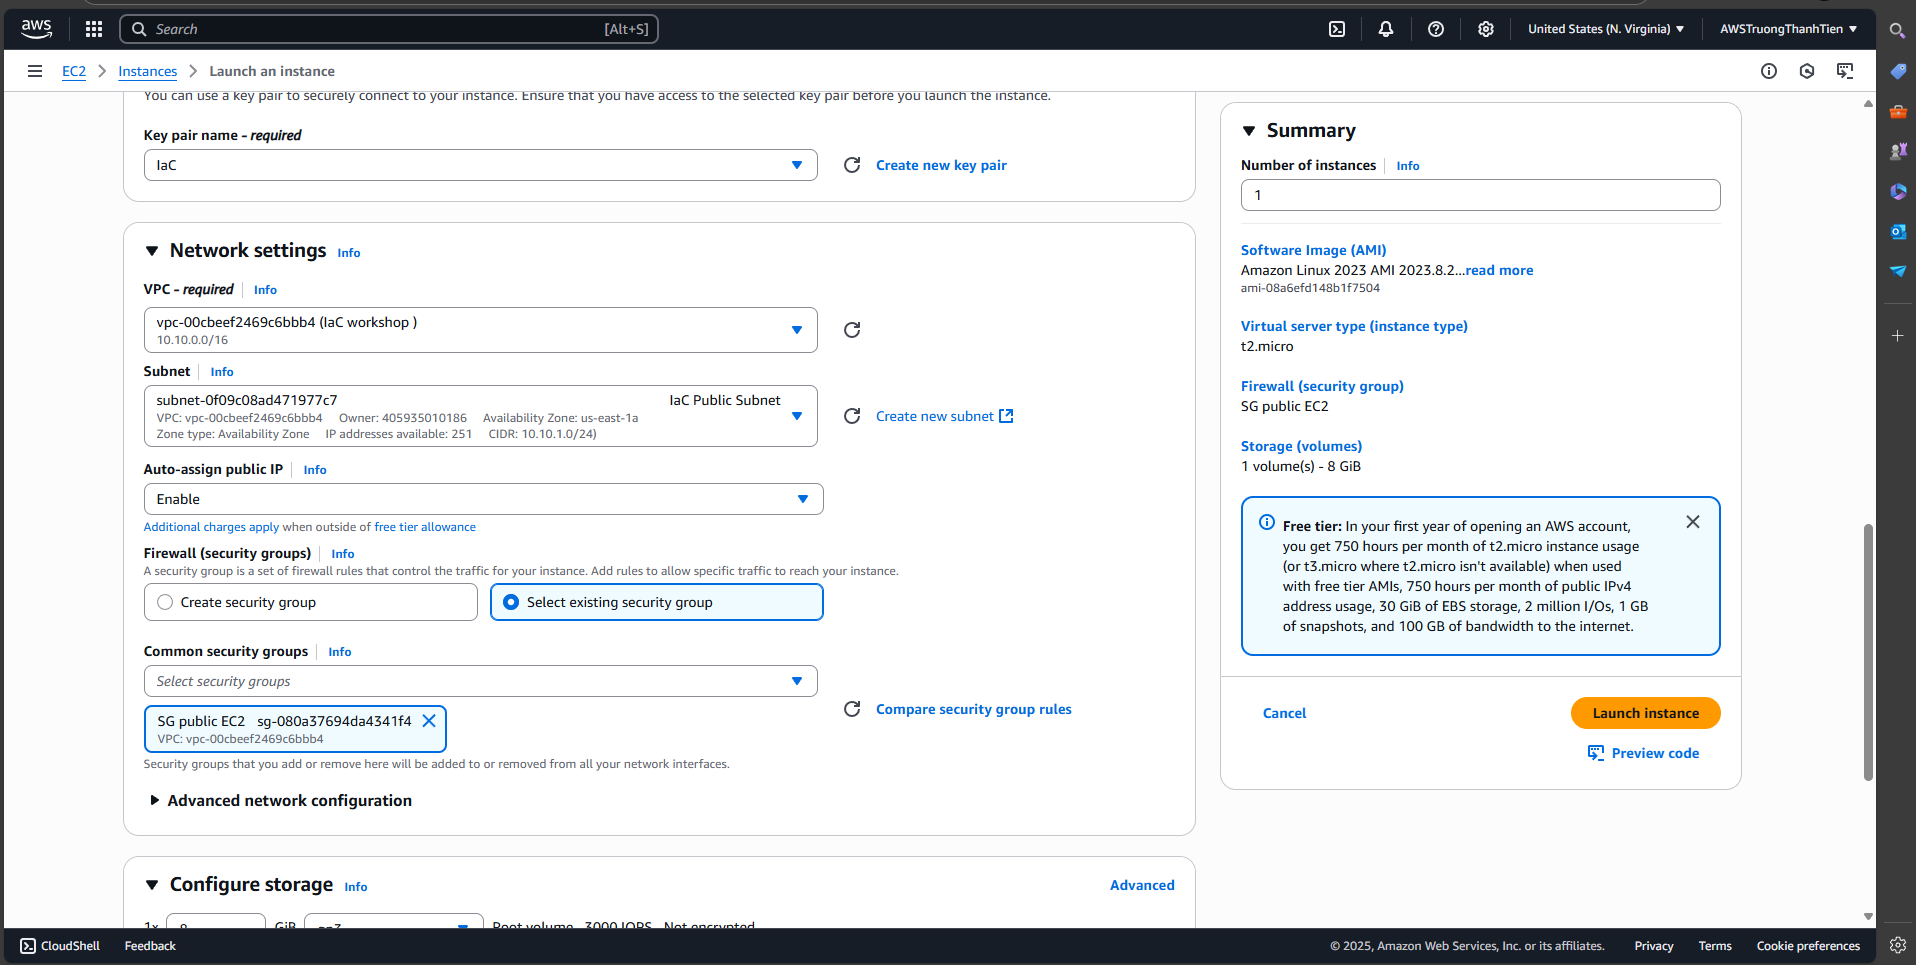 aws
Search [Alt+S]
United States (N. Virginia)
AWSTruongThanhTien
EC2 > Instances > Launch an instance
You can use a key pair to securely connect to your instance. Ensure that you have access to the selected key pair before you launch the instance.
Key pair name - required
IaC
Create new key pair
Network settings Info
VPC - required Info
vpc-00cbeef2469c6bbb4 (IaC workshop )
10.10.0.0/16
Subnet Info
subnet-0f09c08ad471977c7 IaC Public Subnet
VPC: vpc-00cbeef2469c6bbb4 Owner: 405935010186 Availability Zone: us-east-1a
Zone type: Availability Zone IP addresses available: 251 CIDR: 10.10.1.0/24)
Create new subnet
Auto-assign public IP Info
Enable
Additional charges apply when outside of free tier allowance
Firewall (security groups) Info
A security group is a set of firewall rules that control the traffic for your instance. Add rules to allow specific traffic to reach your instance.
Create security group
Select existing security group
Common security groups Info
Select security groups
SG public EC2 sg-080a37694da4341f4
VPC: vpc-00cbeef2469c6bbb4
Compare security group rules
Security groups that you add or remove here will be added to or removed from all your network interfaces.
Advanced network configuration
Configure storage Info
Advanced
1x 8 GiB gp3 Root volume, 3000 IOPS, Not encrypted
Summary
Number of instances Info
1
Software Image (AMI)
Amazon Linux 2023 AMI 2023.8.2...read more
ami-08a6efd148b1f7504
Virtual server type (instance type)
t2.micro
Firewall (security group)
SG public EC2
Storage (volumes)
1 volume(s) - 8 GiB
Free tier: In your first year of opening an AWS account,
you get 750 hours per month of t2.micro instance usage
(or t3.micro where t2.micro isn't available) when used
with free tier AMIs, 750 hours per month of public IPv4
address usage, 30 GiB of EBS storage, 2 million I/Os, 1 GB
of snapshots, and 100 GB of bandwidth to the internet.
Cancel
Launch instance
Preview code
CloudShell
Feedback
© 2025, Amazon Web Services, Inc. or its affiliates.
Privacy
Terms
Cookie preferences